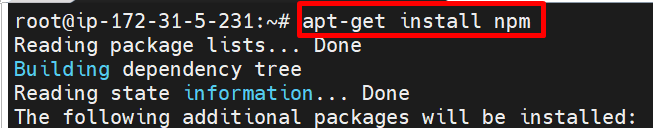 root@ip-172-31-5-231:~# apt-get install npm
Reading package lists... Done
Building dependency tree
Reading state information... Done
The following additional packages will be installed: